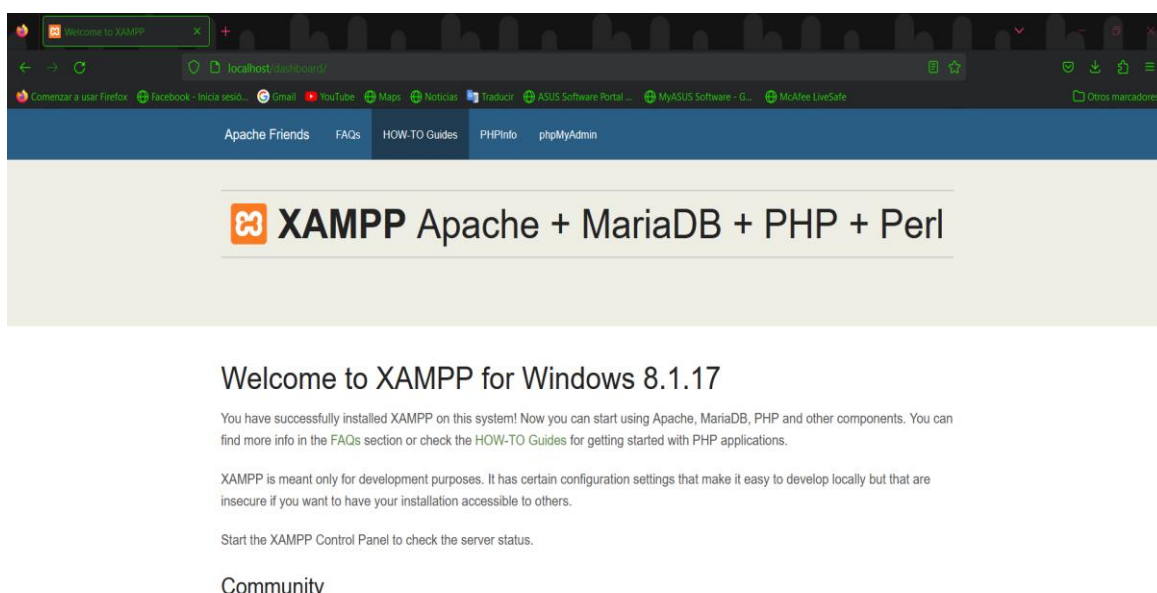 Welcome to XAMPP
localhost/dashboard/
Comenzar a usar Firefox Facebook - Inicia sesió... Gmail YouTube Maps Noticias Traducir ASUS Software Portal ... MyASUS Software - G... McAfee LiveSafe Otros marcadores
Apache Friends FAQs HOW-TO Guides PHPInfo phpMyAdmin
XAMPP Apache + MariaDB + PHP + Perl
Welcome to XAMPP for Windows 8.1.17
You have successfully installed XAMPP on this system! Now you can start using Apache, MariaDB, PHP and other components. You can
find more info in the FAQs section or check the HOW-TO Guides for getting started with PHP applications.
XAMPP is meant only for development purposes. It has certain configuration settings that make it easy to develop locally but that are
insecure if you want to have your installation accessible to others.
Start the XAMPP Control Panel to check the server status.
Community